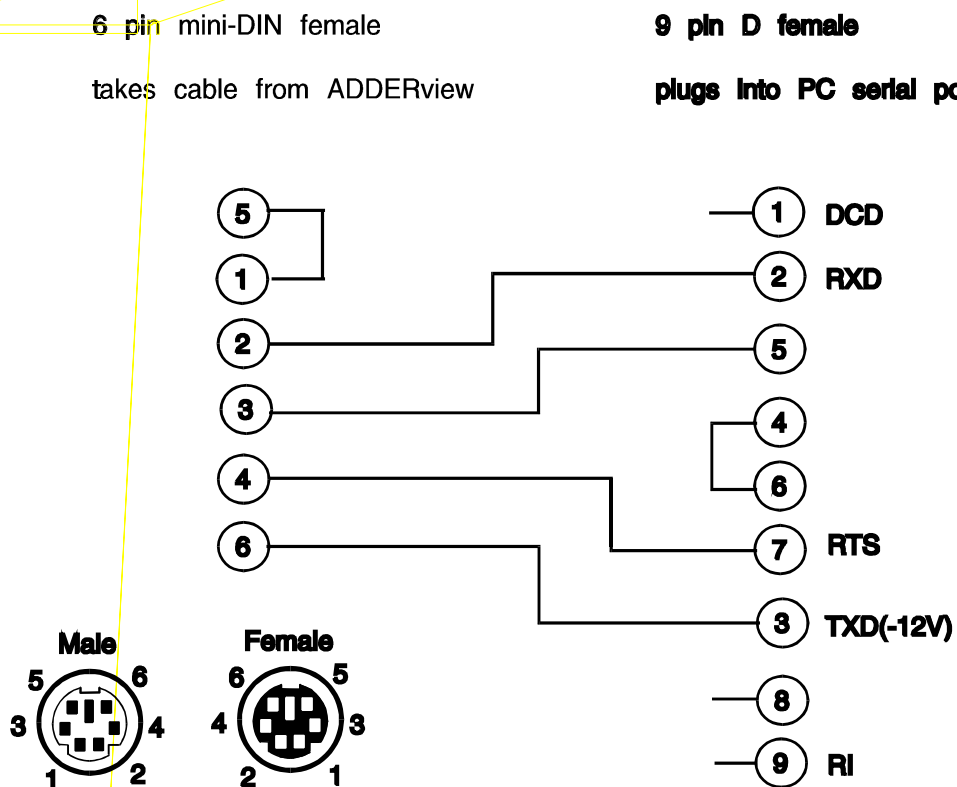 6 pin mini-DIN female
9 pin D female
takes cable from ADDERview
plugs into PC serial
5
1 DCD
1
2 RXD
2
5
3
4
4
6
6
7 RTS
3 TXD(-12V)
Male
Female
5 6
6 5
3 4
4 3
1 2
2 1
8
9 RI